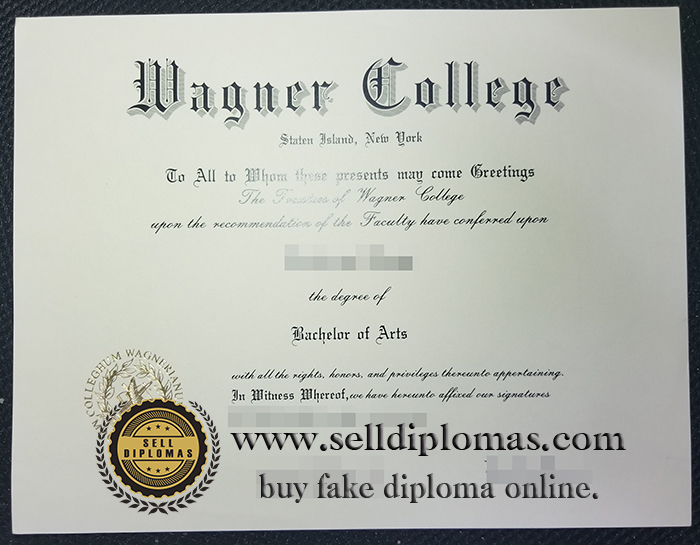 Wagner College
Staten Island, New York
To All to Whom these presents may come Greetings
The Trustees of Wagner College
upon the recommendation of the Faculty have conferred upon
the degree of
Bachelor of Arts
with all the rights, honors, and privileges thereunto appertaining.
In Witness Whereof, we have hereunto affixed our signatures
COLLEGIUM WAGNERIANUM
SELL
DIPLOMAS
www.selldiplomas.com
buy fake diploma online.